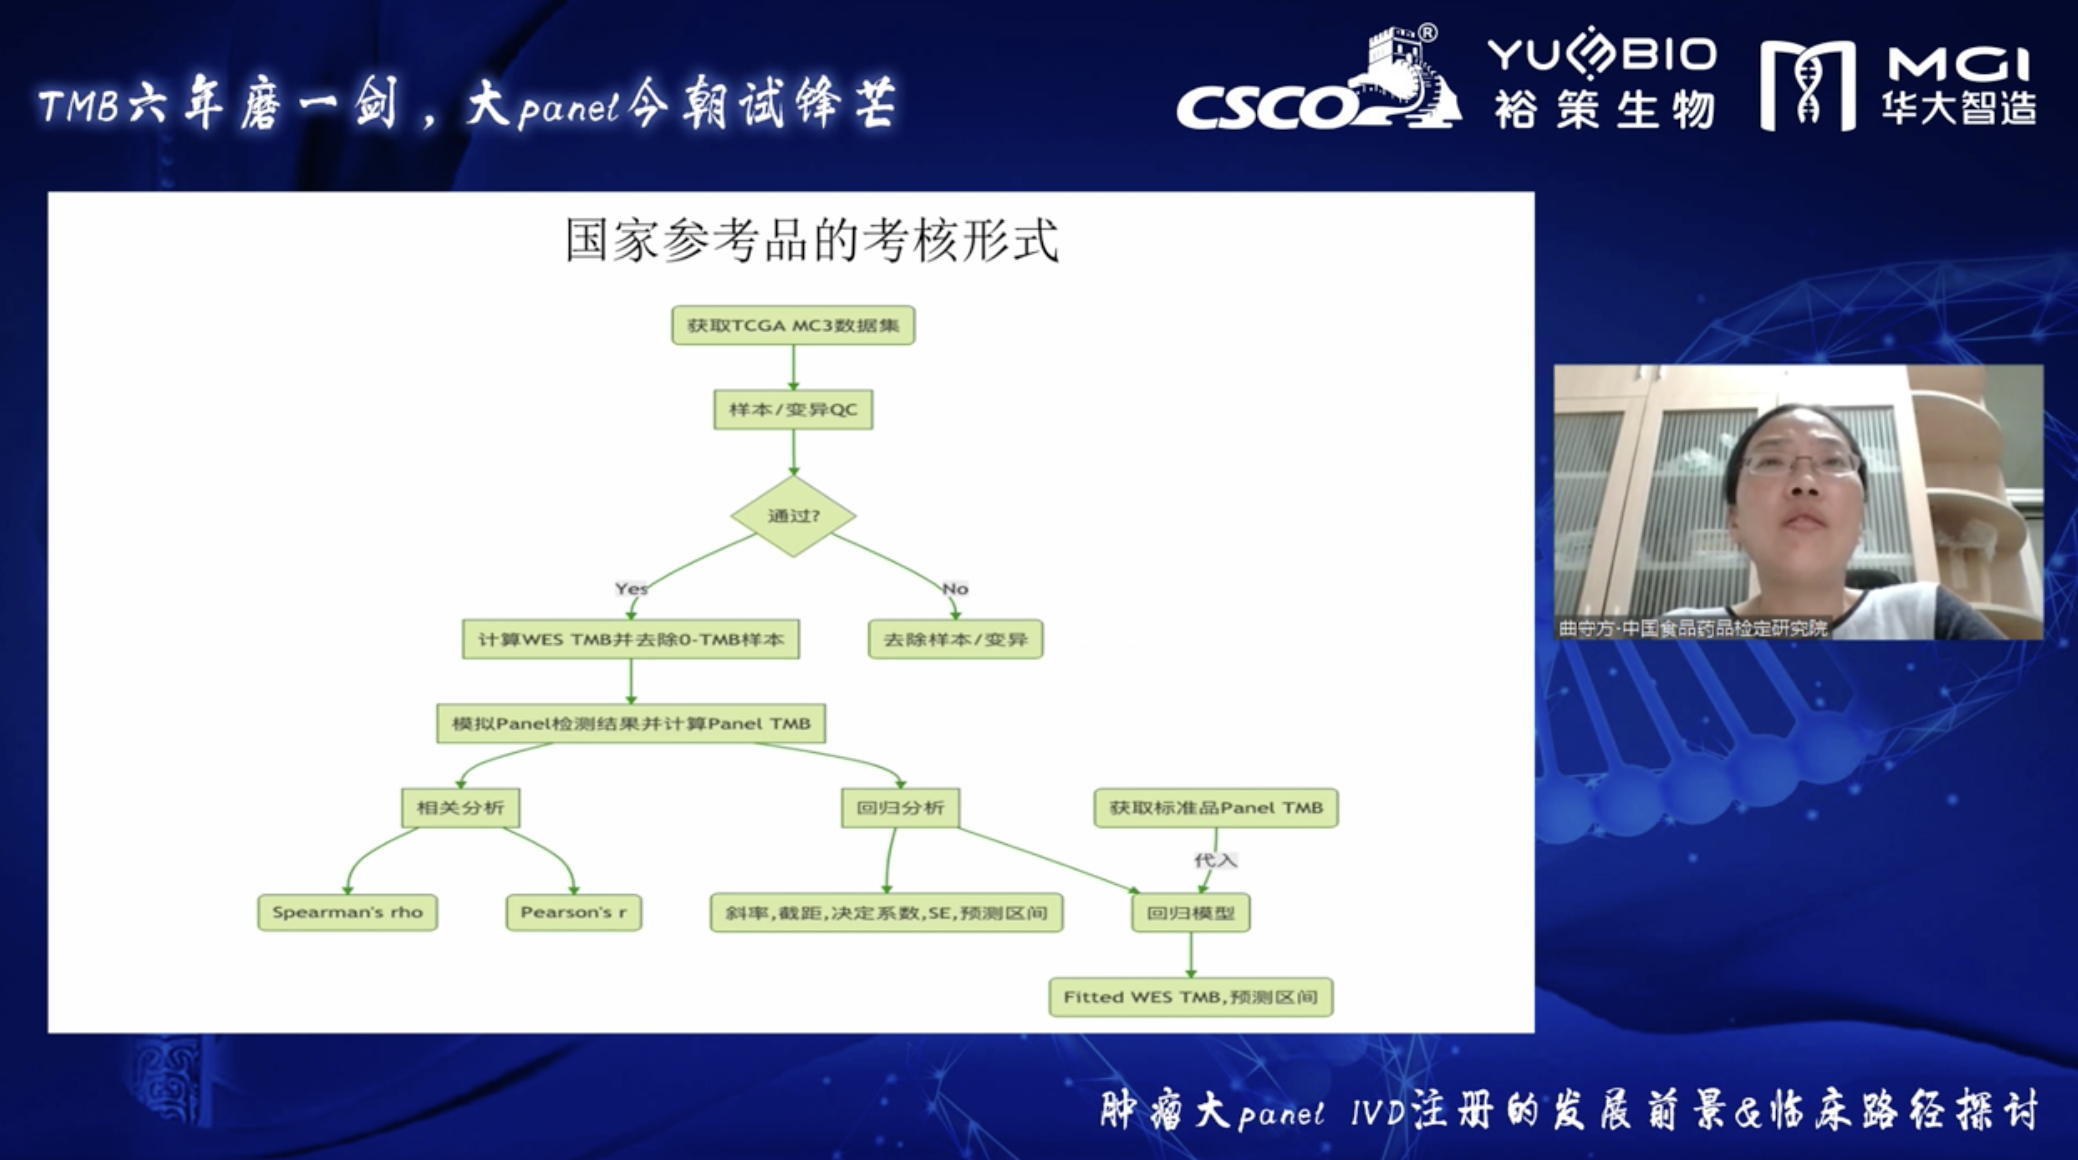 TMB六年磨一剑，大panel今朝试锋芒
CSCO®
YUCEBIO
裕策生物
MGI
华大智造
国家参考品的考核形式
获取TCGA MC3数据集
样本/变异QC
通过?
Yes
No
计算WES TMB并去除0-TMB样本
去除样本/变异
模拟Panel检测结果并计算Panel TMB
相关分析
回归分析
获取标准品Panel TMB
代入
Spearman's rho
Pearson's r
斜率,截距,决定系数,SE,预测区间
回归模型
Fitted WES TMB,预测区间
曲守方-中国食品药品检定研究院
肿瘤大panel IVD注册的发展前景&临床路径探讨